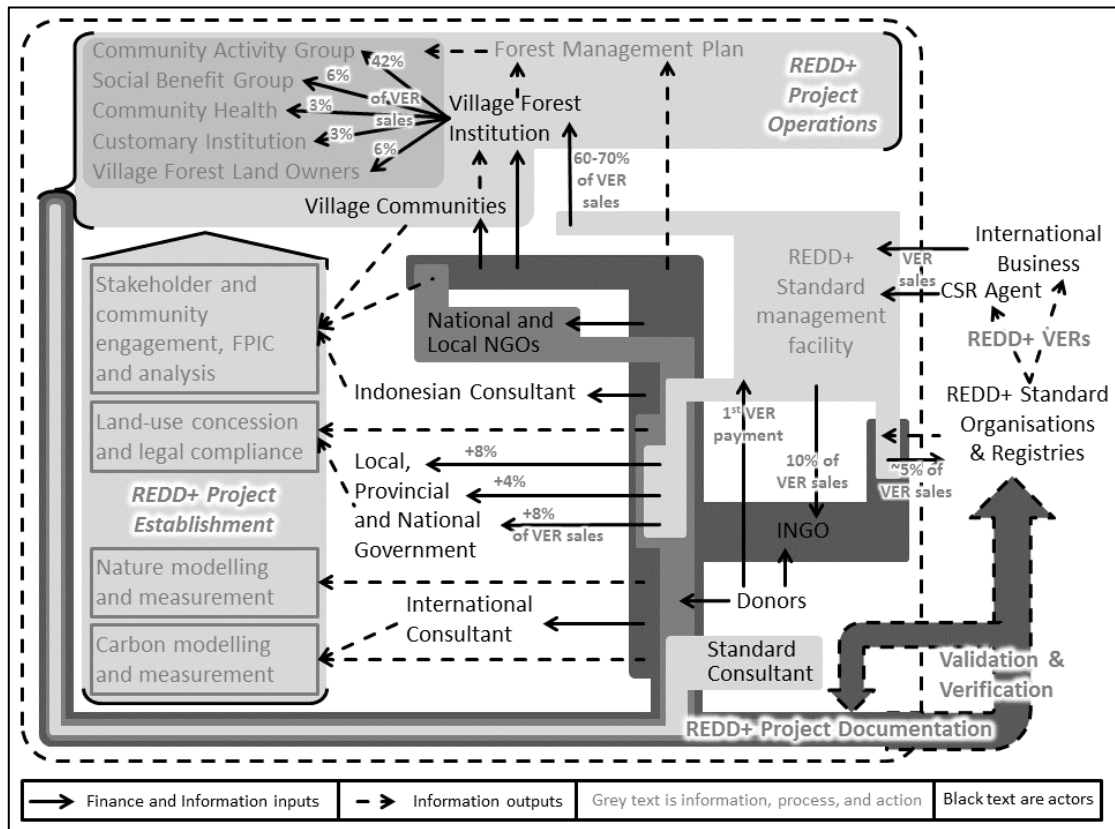 Community Activity Group
Social Benefit Group
Community Health
Customary Institution
Village Forest Land Owners
42%
6%
of VER
3%
sales
3%
6%
Forest Management Plan
Village Forest
Institution
REDD+
Project
Operations
60-70%
of VER
sales
Village Communities
Stakeholder and
community
engagement, FPIC
and analysis
Land-use concession
and legal compliance
REDD+ Project
Establishment
Nature modelling
and measurement
Carbon modelling
and measurement
National and
Local NGOs
Indonesian Consultant
Local,
Provincial
and National
Government
+8%
+4%
+8%
of VER sales
International
Consultant
REDD+
Standard
management
facility
1st VER
payment
10% of
VER sales
INGO
Donors
Standard
Consultant
International
Business
VER
sales
CSR Agent
REDD+ VERs
REDD+ Standard
Organisations
& Registries
~5% of
VER sales
Validation &
Verification
REDD+ Project Documentation
Finance and Information inputs
Information outputs
Grey text is information, process, and action
Black text are actors